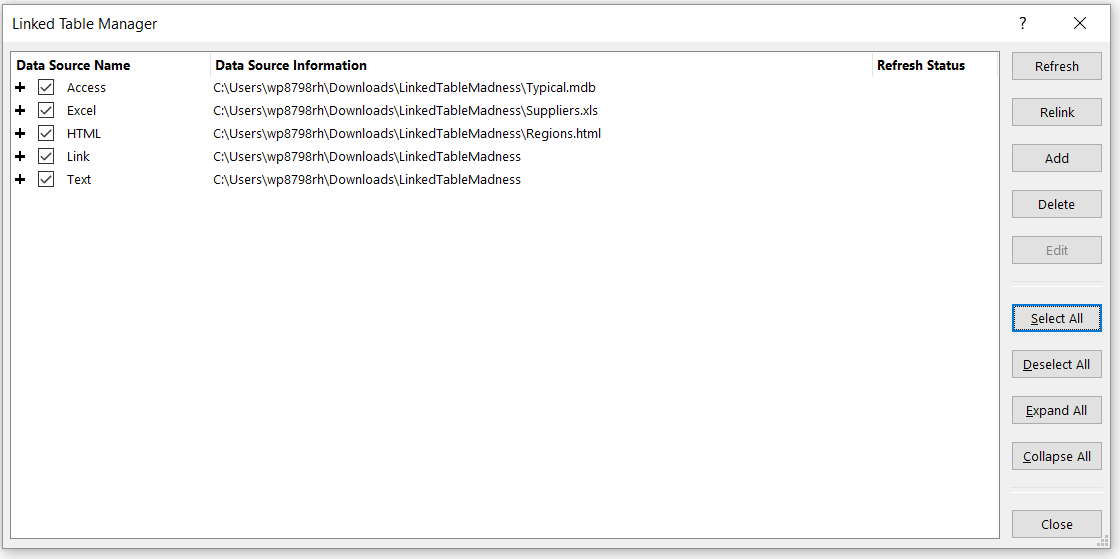 Linked Table Manager
? 
Data Source Name Data Source Information Refresh Status
Access C:\Users\wp8798rh\Downloads\LinkedTableMadness\Typical.mdb
Excel C:\Users\wp8798rh\Downloads\LinkedTableMadness\Suppliers.xls
HTML C:\Users\wp8798rh\Downloads\LinkedTableMadness\Regions.html
Link C:\Users\wp8798rh\Downloads\LinkedTableMadness
Text C:\Users\wp8798rh\Downloads\LinkedTableMadness
Refresh
Relink
Add
Delete
Edit
Select All
Deselect All
Expand All
Collapse All
Close